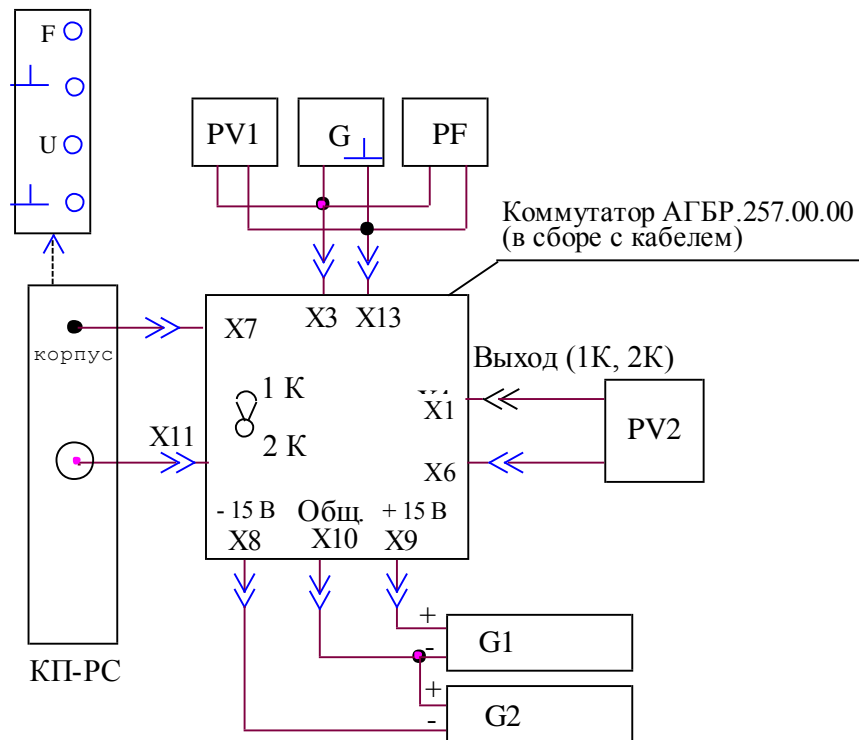 F
U
PV1
G
PF
Коммутатор АГБР.257.00.00
(в сборе с кабелем)
X7
X3
X13
корпус
Выход (1К, 2К)
1 К
X1
2 К
X11
PV2
X6
- 15 В
Общ.
+ 15 В
X8
X10
X9
+
-
G1
КП-РС
+
-
G2